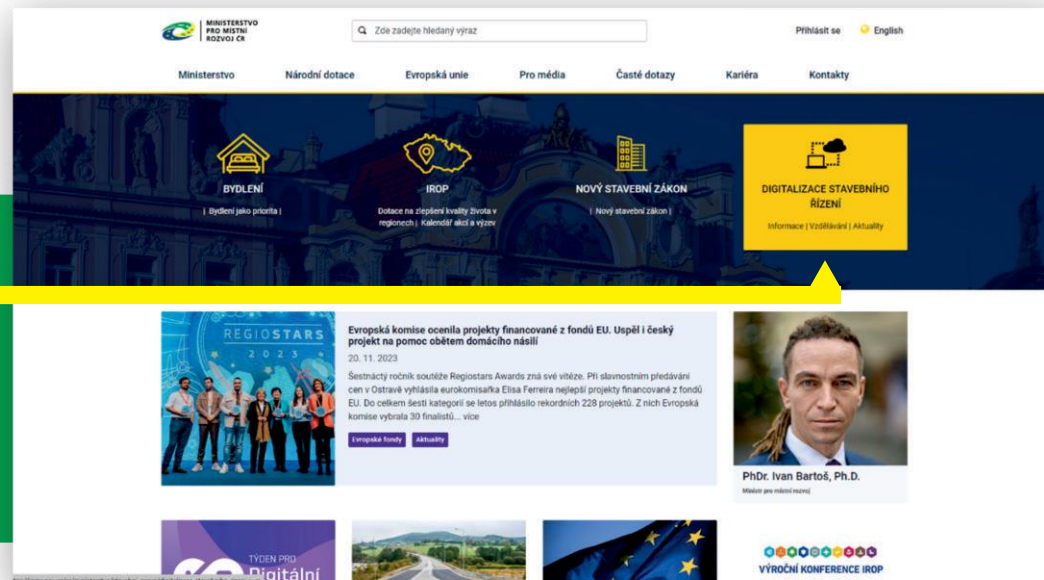 MINISTERSTVO
PRO MÍSTNÍ
ROZVOJ ČR
Zde zadejte hledaný výraz
Přihlásit se
English
Ministerstvo
Národní dotace
Evropská unie
Pro média
Časté dotazy
Kariéra
Kontakty
BYDLENÍ
| Bydlení jako priorita |
IROP
Dotace na zlepšení kvality života v
regionech | Kalendář akcí a výzev
NOVÝ STAVEBNÍ ZÁKON
| Nový stavební zákon |
DIGITALIZACE STAVEBNÍHO
ŘÍZENÍ
Informace | Vzdělávání | Aktuality
REGIOSTARS
2023
Evropská komise ocenila projekty financované z fondů EU. Uspěl i český
projekt na pomoc obětem domácího násilí
20. 11. 2023
Šestnáctý ročník soutěže Regiostars Awards zná své vítěze. Při slavnostním předávání
cen v Ostravě vyhlásila eurokomisařka Elisa Ferreira nejlepší projekty financované z fondů
EU. Do celkem šesti kategorií se letos přihlásilo rekordních 228 projektů. Z nich Evropská
komise vybrala 30 finalistů... více
Evropské fondy
Aktuality
PhDr. Ivan Bartoš, Ph.D.
Ministr pro místní rozvoj
TÝDEN PRO
Digitální
VÝROČNÍ KONFERENCE IROP